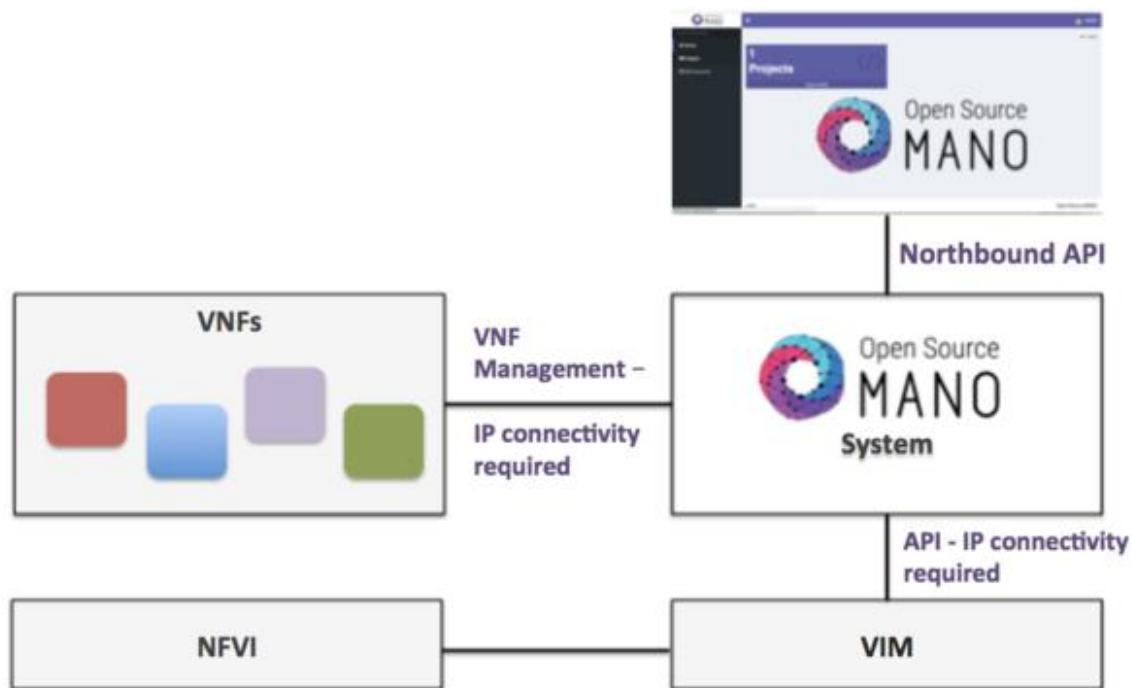 1
Projects
Open Source
MANO
Northbound API
VNFs
VNF
Management –
IP connectivity
required
Open Source
MANO
System
API - IP connectivity
required
NFVI
VIM